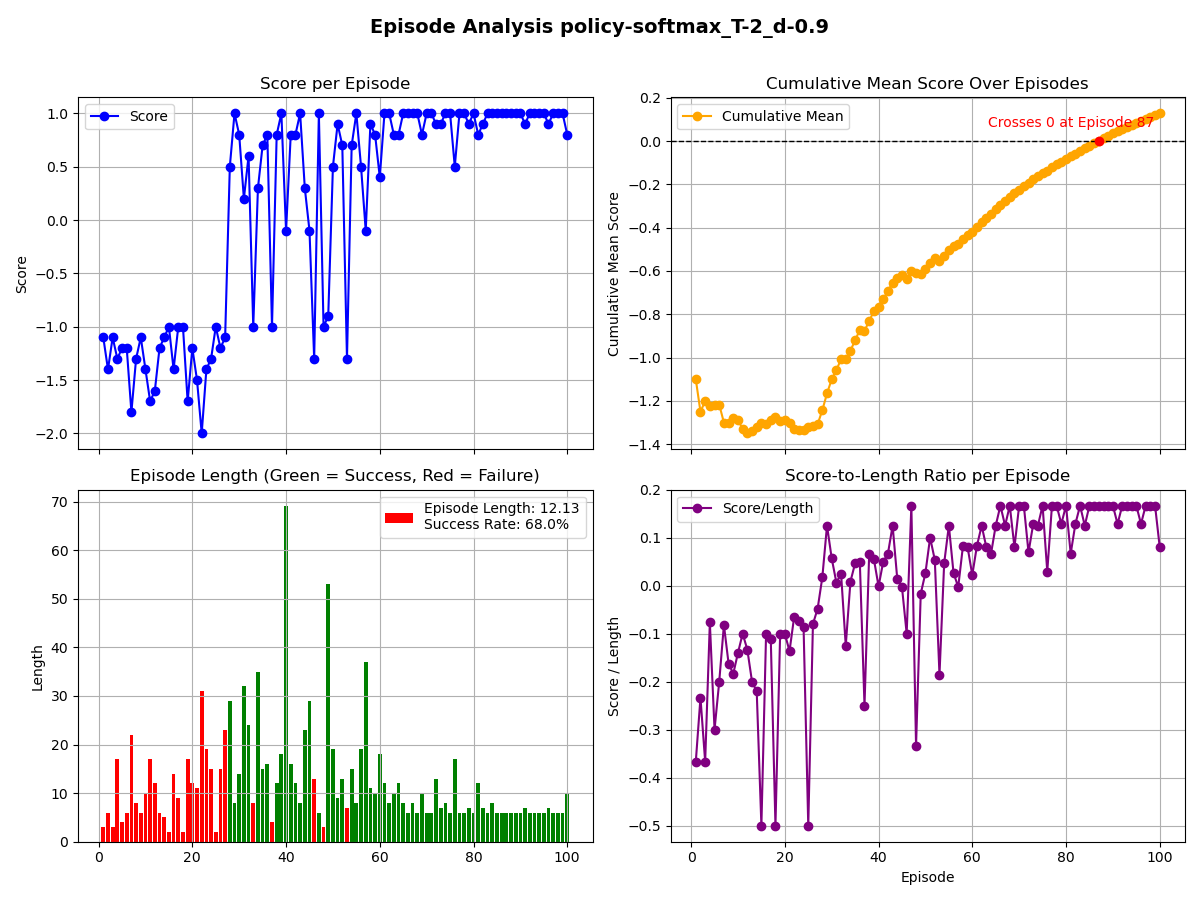 Episode Analysis policy-softmax_T-2_d-0.9
Score per Episode
Score
1.0
0.5
0.0
−0.5
−1.0
−1.5
−2.0
Score
Cumulative Mean Score Over Episodes
Cumulative Mean
Crosses 0 at Episode 87
0.2
0.0
−0.2
−0.4
−0.6
−0.8
−1.0
−1.2
−1.4
Cumulative Mean Score
Episode Length (Green = Success, Red = Failure)
Episode Length: 12.13
Success Rate: 68.0%
70
60
50
40
30
20
10
0
Length
0 20 40 60 80 100
Score-to-Length Ratio per Episode
Score/Length
0.2
0.1
0.0
−0.1
−0.2
−0.3
−0.4
−0.5
Score / Length
0 20 40 60 80 100
Episode